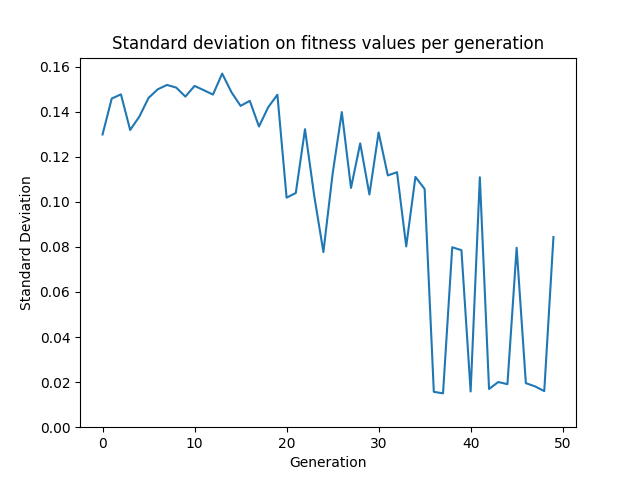 Standard deviation on fitness values per generation
0.16
0.14
0.12
0.10
0.08
0.06
0.04
0.02
0.00
Standard Deviation
0 10 20 30 40 50
Generation